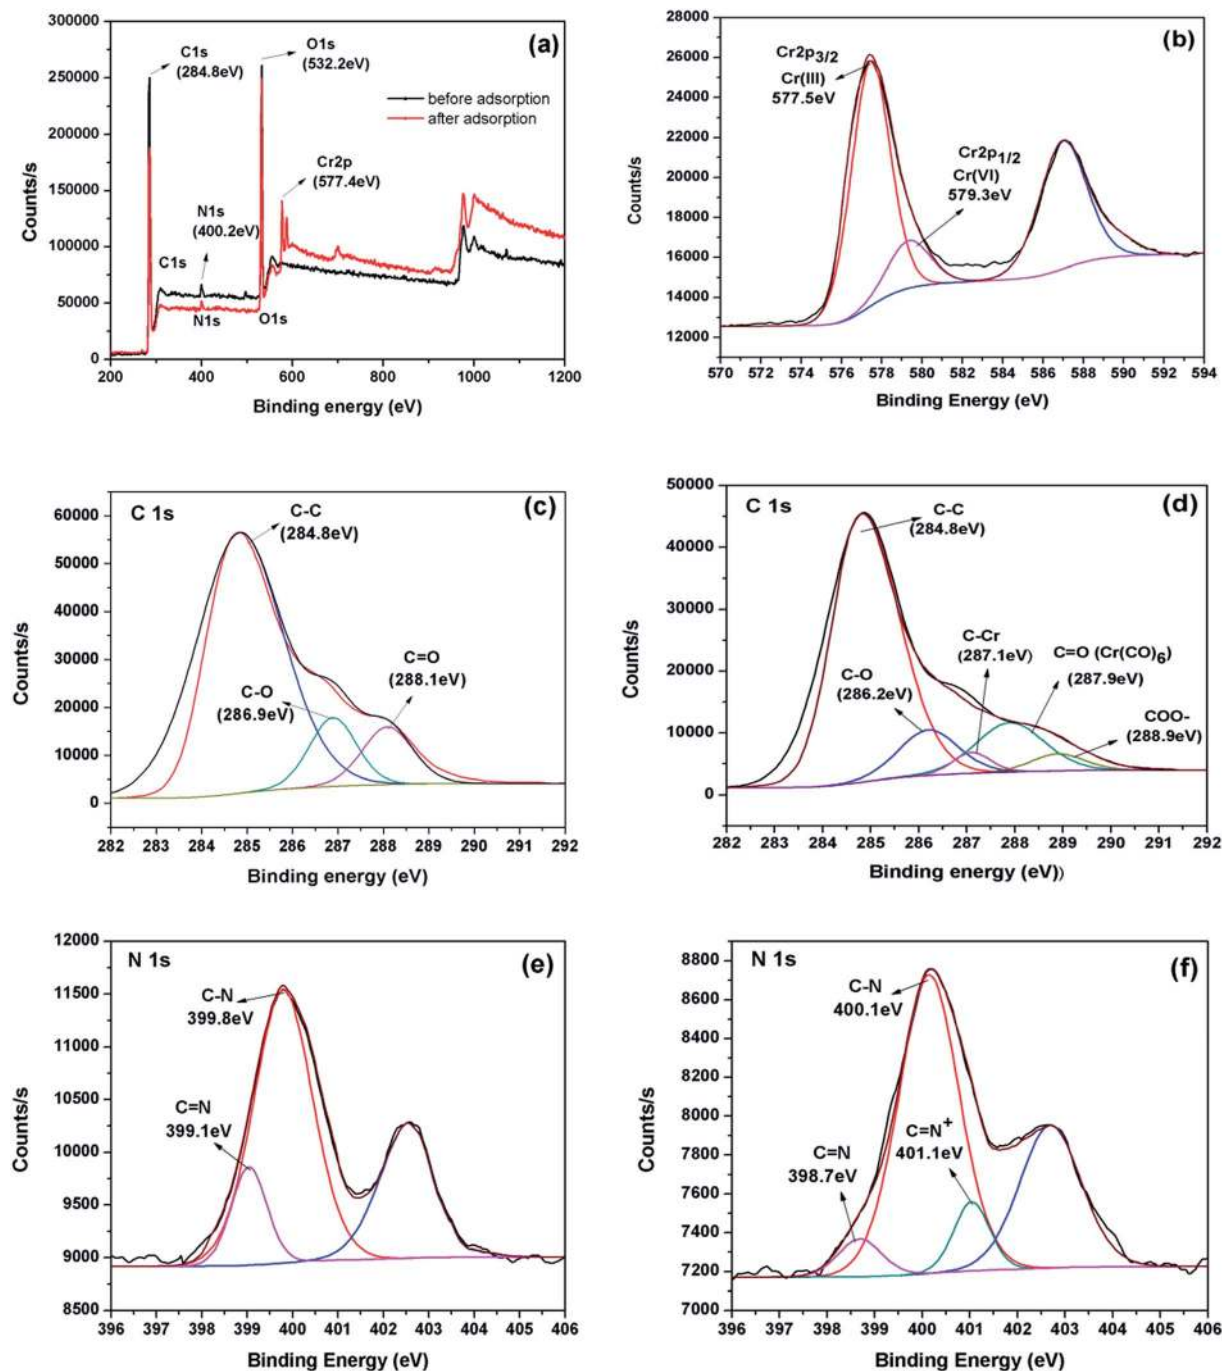 (a)
C1s
(284.8eV)
O1s
(532.2eV)
before adsorption
after adsorption
Cr2p
(577.4eV)
N1s
(400.2eV)
C1s
N1s
O1s
Counts/s
300000
250000
200000
150000
100000
50000
0
200 400 600 800 1000 1200
Binding energy (eV)
(b)
Cr2p3/2
Cr(III)
577.5eV
Cr2p1/2
Cr(VI)
579.3eV
Counts/s
28000
26000
24000
22000
20000
18000
16000
14000
12000
570 572 574 576 578 580 582 584 586 588 590 592 594
Binding Energy (eV)
C 1s
(c)
C-C
(284.8eV)
C=O
(288.1eV)
C-O
(286.9eV)
Counts/s
60000
50000
40000
30000
20000
10000
0
282 283 284 285 286 287 288 289 290 291 292
Binding energy (eV)
C 1s
(d)
C-C
(284.8eV)
C-Cr
(287.1eV)
C=O (Cr(CO)6)
(287.9eV)
C-O
(286.2eV)
COO-
(288.9eV)
Counts/s
50000
40000
30000
20000
10000
0
282 283 284 285 286 287 288 289 290 291 292
Binding energy (eV))
N 1s
(e)
C-N
399.8eV
C=N
399.1eV
Counts/s
12000
11500
11000
10500
10000
9500
9000
8500
396 397 398 399 400 401 402 403 404 405 406
Binding Energy (eV)
N 1s
(f)
C-N
400.1eV
C=N+
401.1eV
C=N
398.7eV
Counts/s
8800
8600
8400
8200
8000
7800
7600
7400
7200
7000
396 397 398 399 400 401 402 403 404 405 406
Binding Energy (eV)